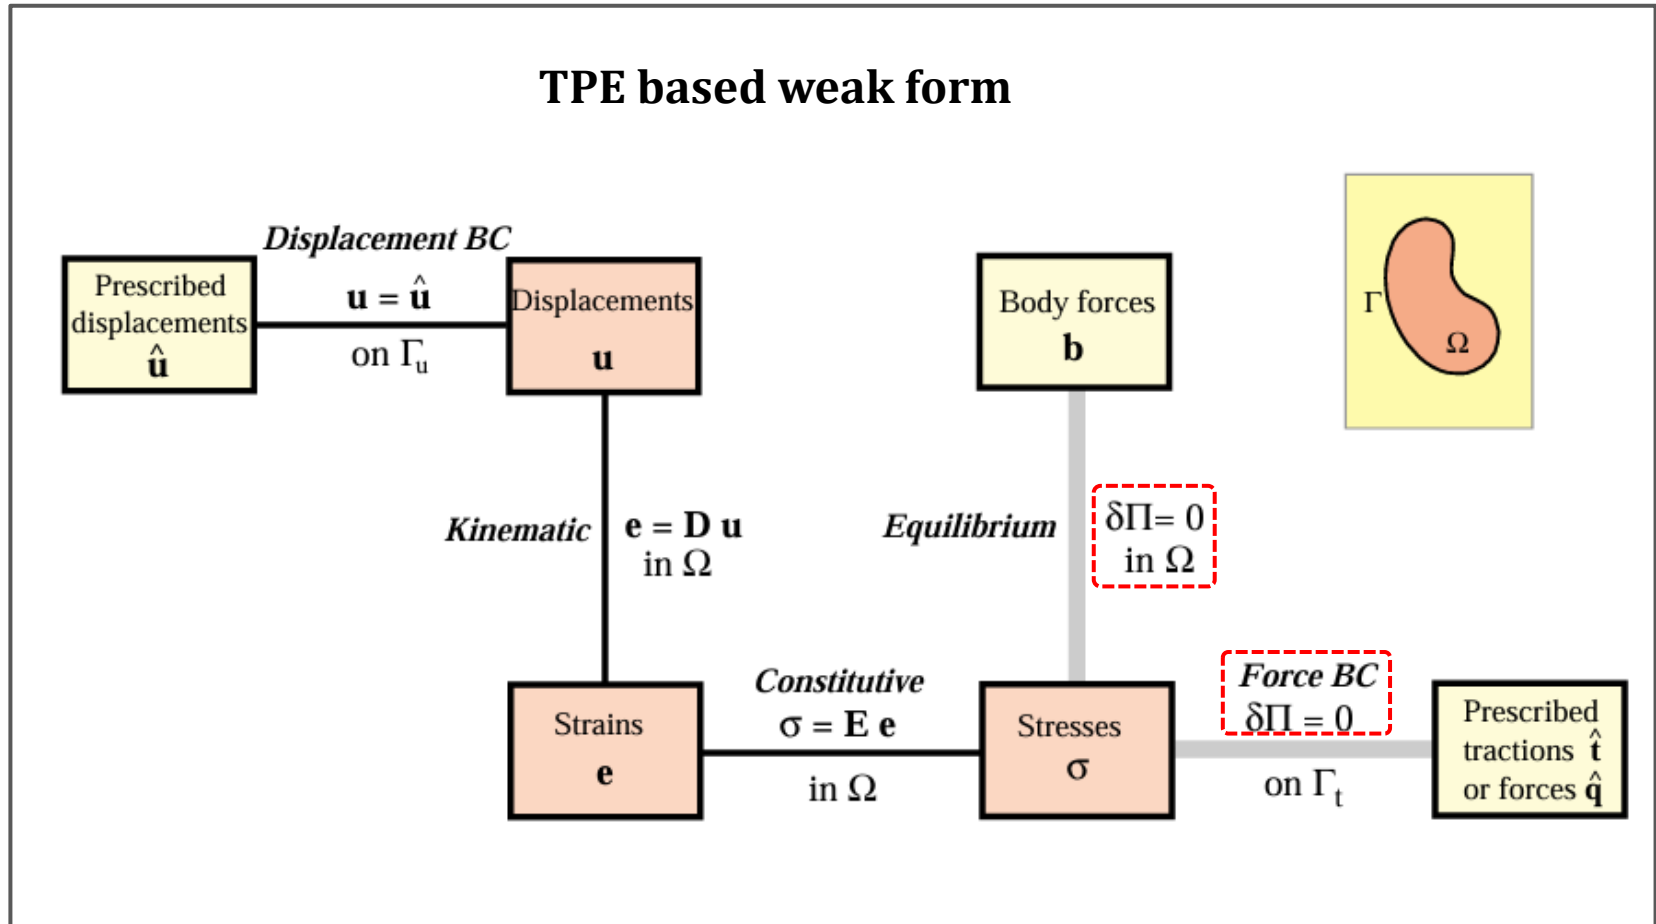 TPE based weak form
Displacement BC
Prescribed
displacements
û
u = û
on Γu
Displacements
u
Body forces
b
Γ
Ω
Kinematic
e = D u
in Ω
Equilibrium
δΠ= 0
in Ω
Strains
e
Constitutive
σ = E e
in Ω
Stresses
σ
Force BC
δΠ = 0
on Γt
Prescribed
tractions t̂
or forces q̂